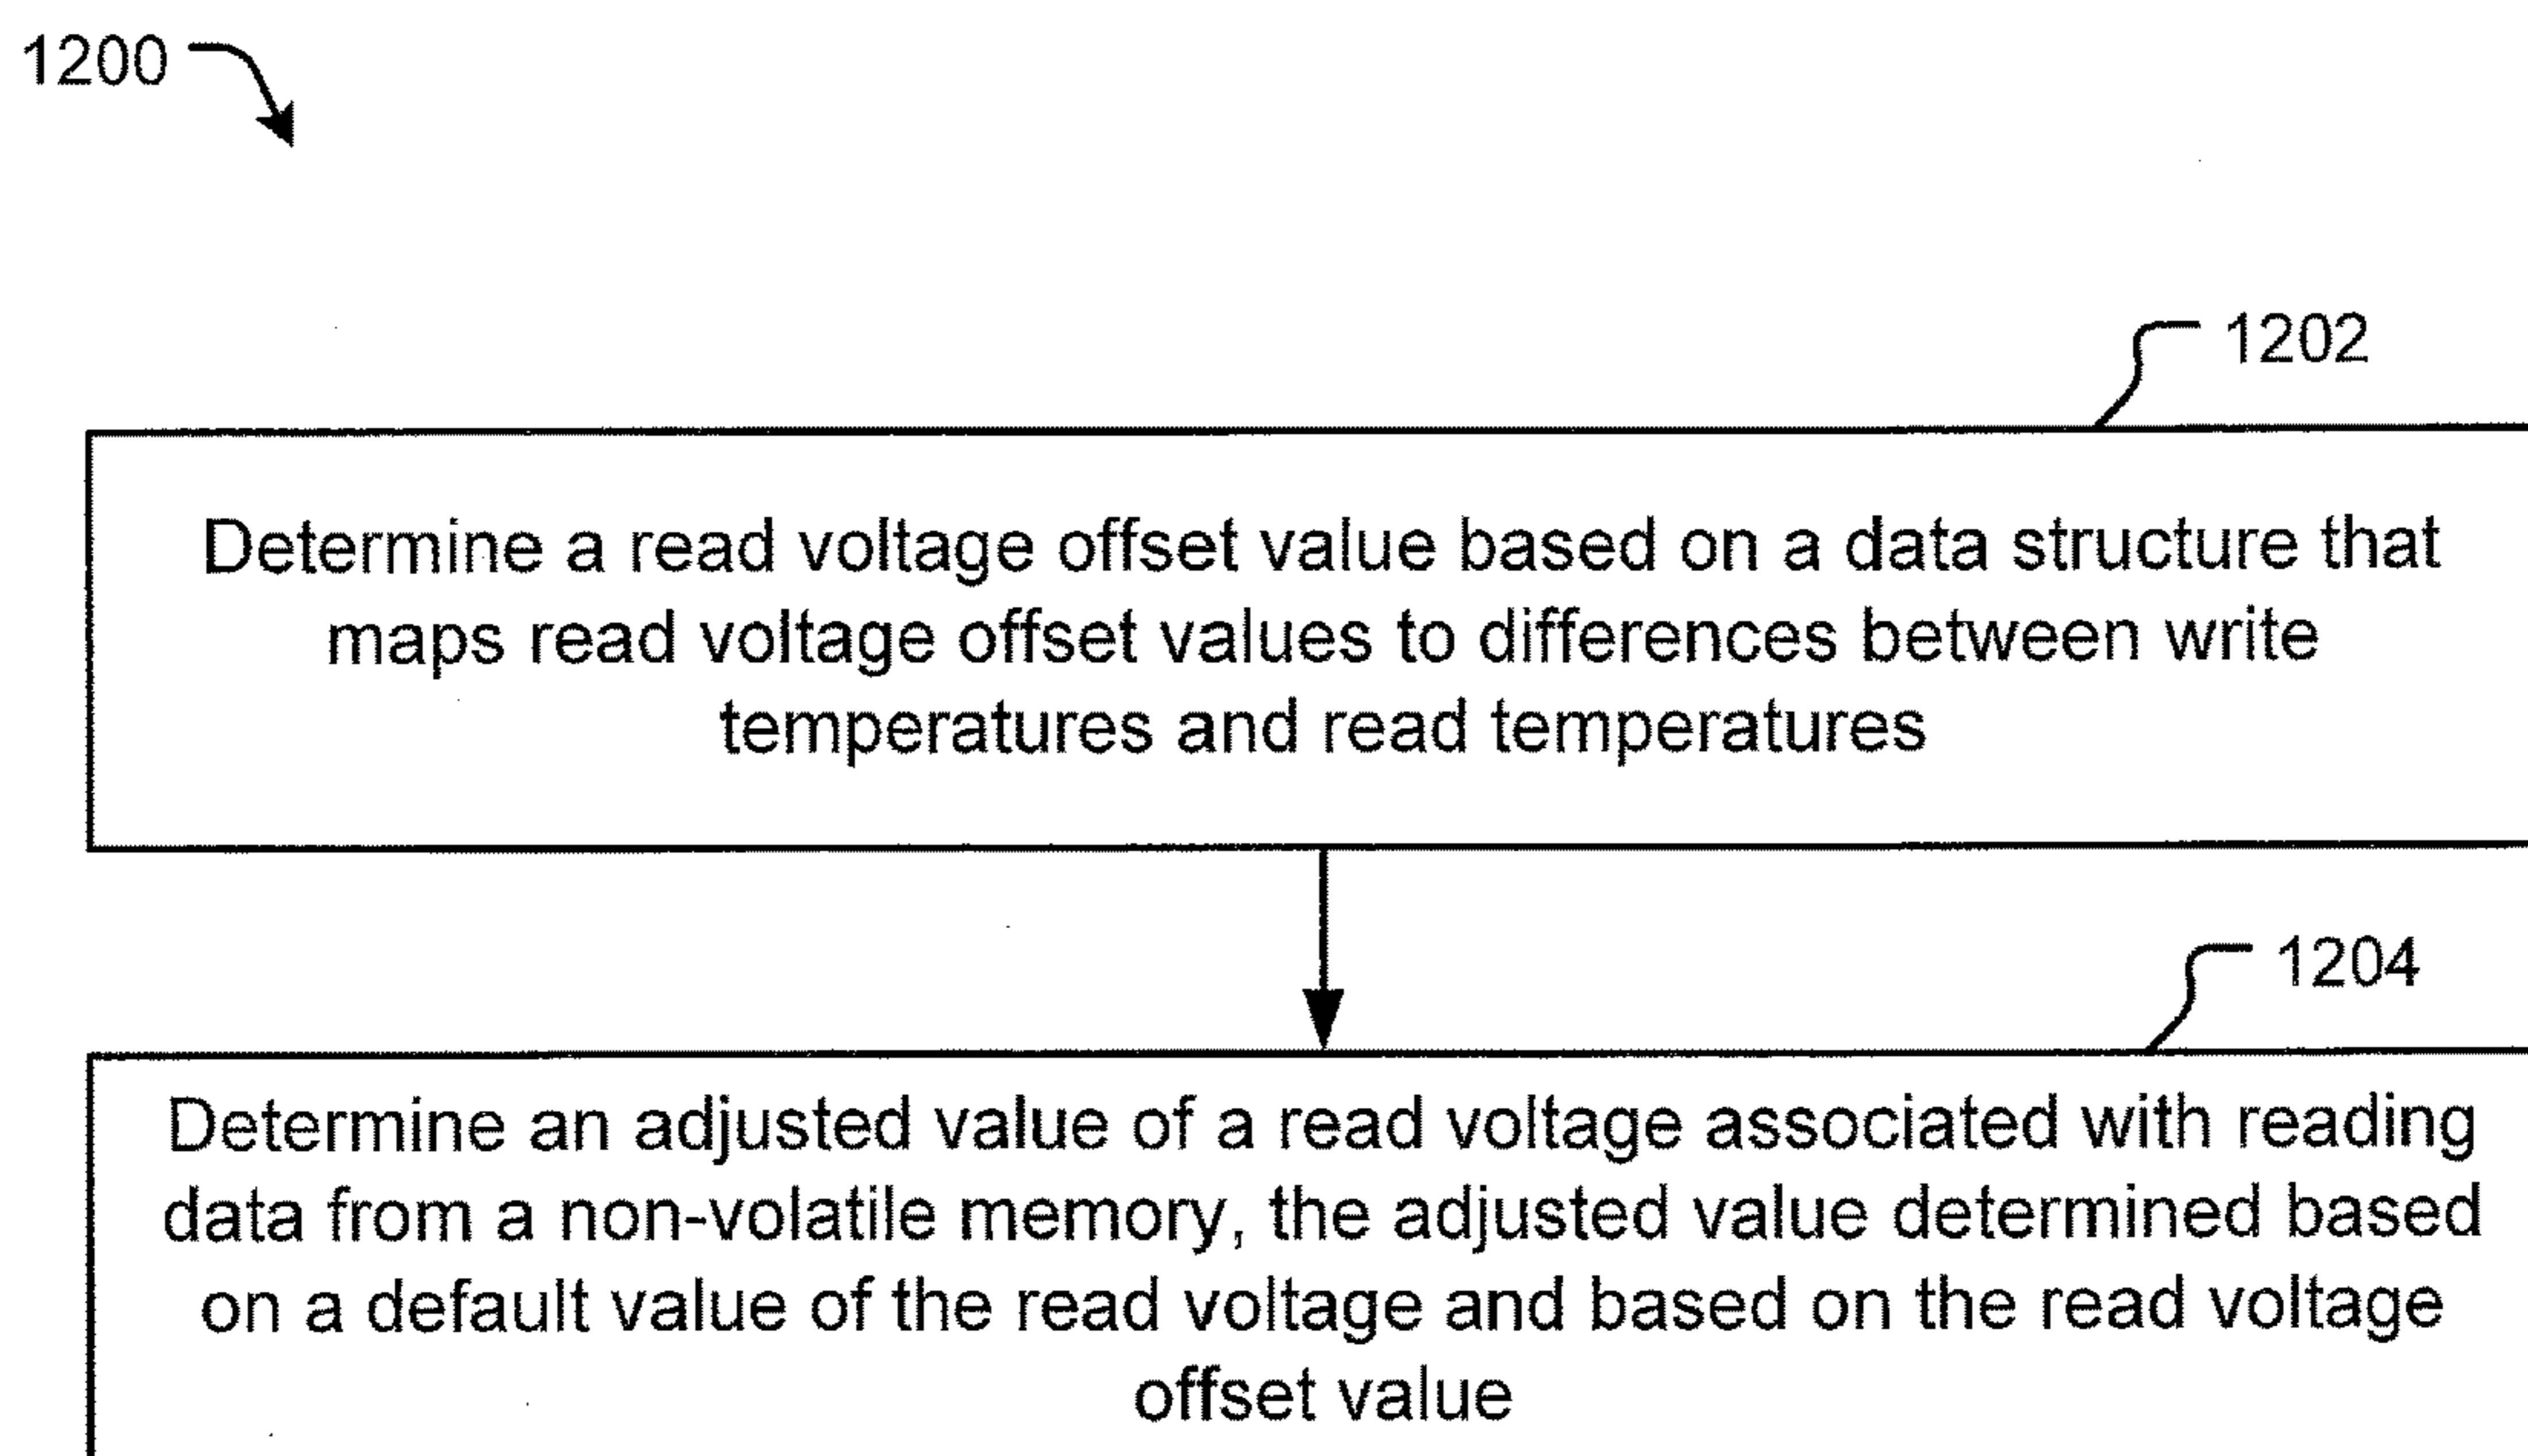 1200
1202
Determine a read voltage offset value based on a data structure that
maps read voltage offset values to differences between write
temperatures and read temperatures
1204
Determine an adjusted value of a read voltage associated with reading
data from a non-volatile memory, the adjusted value determined based
on a default value of the read voltage and based on the read voltage
offset value